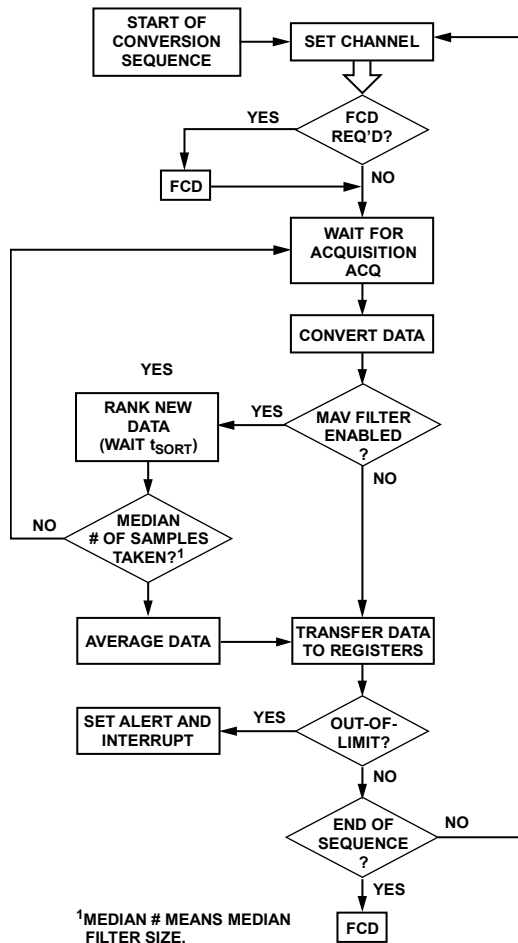 START OF
CONVERSION
SEQUENCE
SET CHANNEL
YES
FCD
REQ'D?
FCD
NO
WAIT FOR
ACQUISITION
ACQ
CONVERT DATA
YES
RANK NEW
DATA
(WAIT tSORT)
YES
MAV FILTER
ENABLED
?
NO
NO
MEDIAN
# OF SAMPLES
TAKEN?1
AVERAGE DATA
TRANSFER DATA
TO REGISTERS
SET ALERT AND
INTERRUPT
YES
OUT-OF-
LIMIT?
NO
END OF
SEQUENCE
?
NO
YES
FCD
1MEDIAN # MEANS MEDIAN
FILTER SIZE.